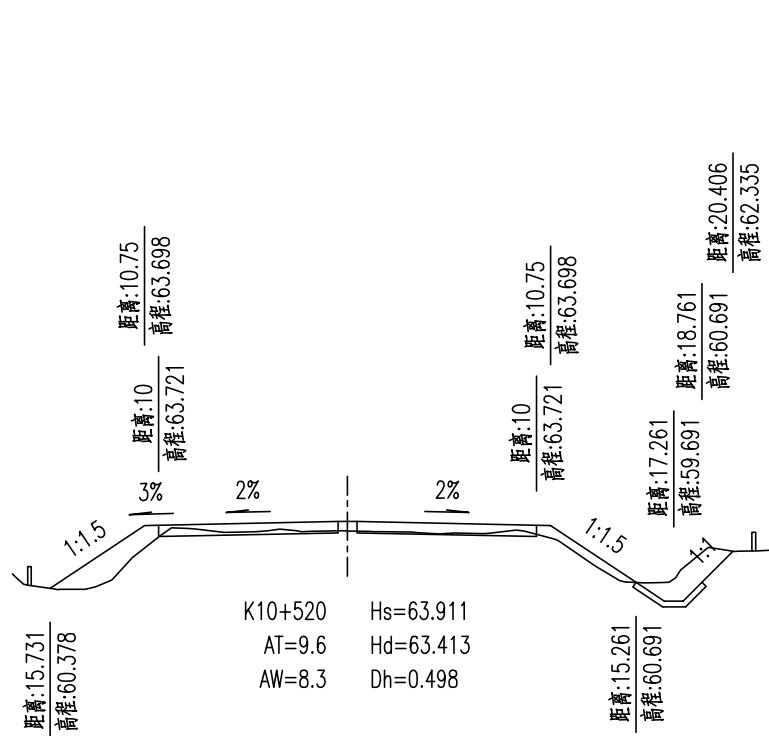 距离:20.406
高程:62.335
距离:10.75
高程:63.698
距离:10.75
高程:63.698
距离:18.761
高程:60.691
距离:10
高程:63.721
距离:10
高程:63.721
距离:17.261
高程:59.691
3%
2%
2%
1:1.5
1:1.5
1:1
K10+520 Hs=63.911
AT=9.6 Hd=63.413
AW=8.3 Dh=0.498
距离:15.731
高程:60.378
距离:15.261
高程:60.691